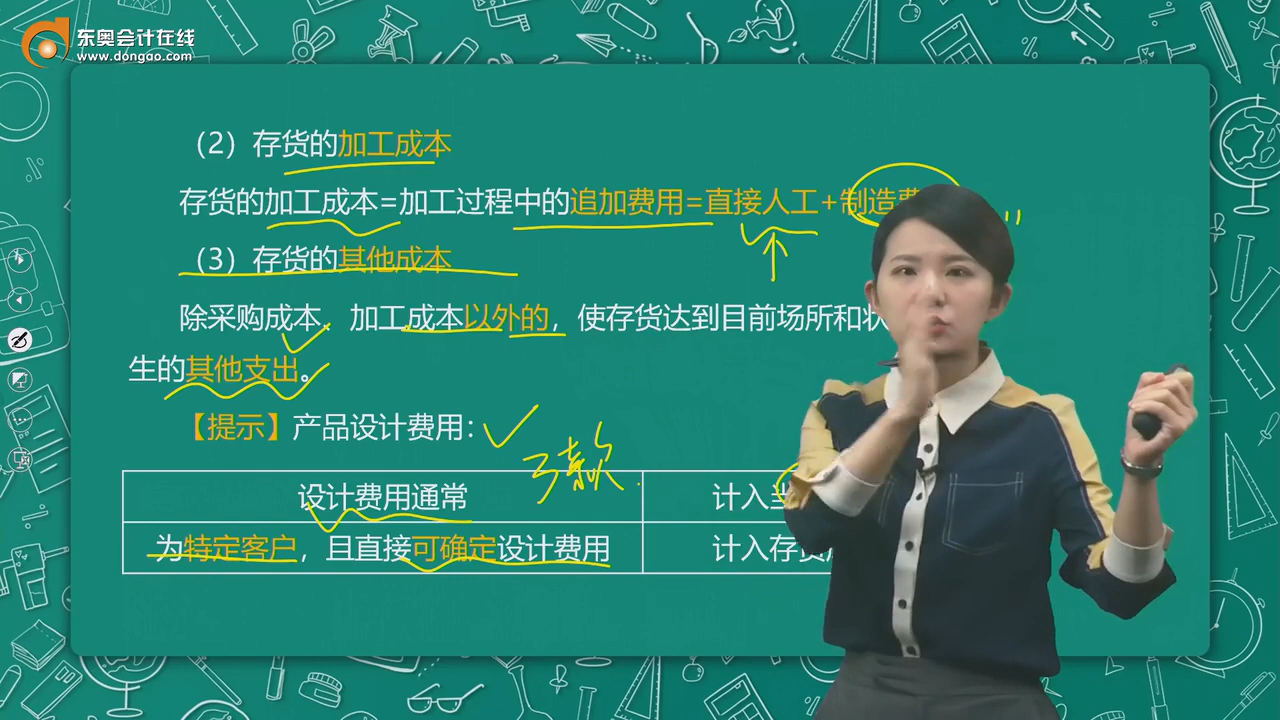 东奥会计在线
www.dongao.com
（2）存货的加工成本
存货的加工成本=加工过程中的追加费用=直接人工+制造费
（3）存货的其他成本
除采购成本、加工成本以外的，使存货达到目前场所和状
生的其他支出。
【提示】产品设计费用：
设计费用通常 计入当
为特定客户，且直接可确定设计费用 计入存货